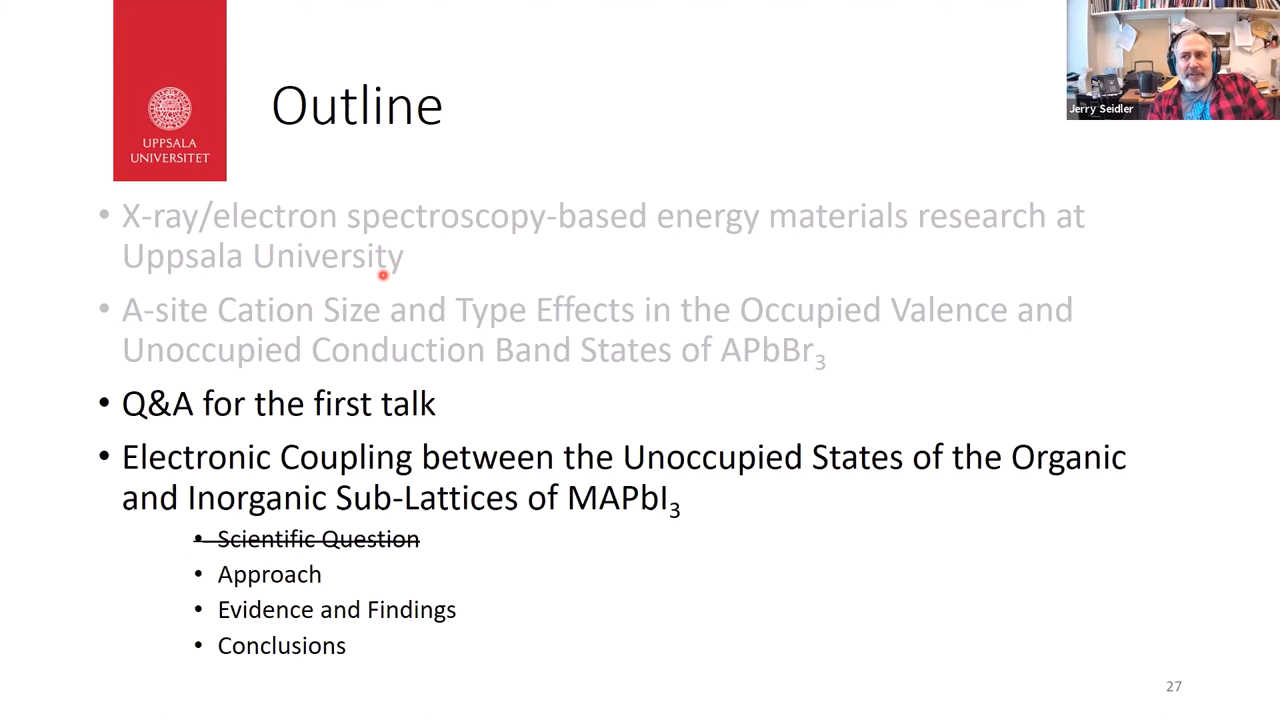 Outline
UPPSALA
UNIVERSITET
Jerry Seidler
• X-ray/electron spectroscopy-based energy materials research at
Uppsala University
• A-site Cation Size and Type Effects in the Occupied Valence and
Unoccupied Conduction Band States of APbBr₃
• Q&A for the first talk
• Electronic Coupling between the Unoccupied States of the Organic
and Inorganic Sub-Lattices of MAPbI₃
• Scientific Question
• Approach
• Evidence and Findings
• Conclusions
27